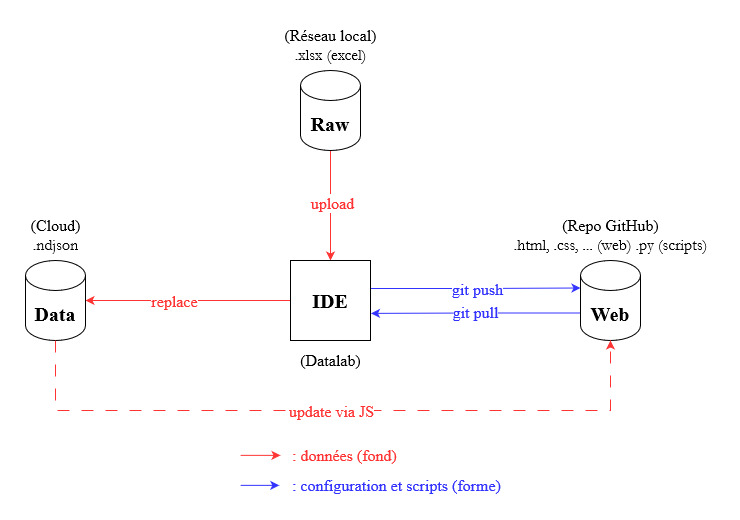 (Réseau local)
.xlsx (excel)
Raw
upload
(Cloud)
.ndjson
Data
replace
IDE
(Datalab)
git push
git pull
(Repo GitHub)
.html, .css, ... (web) .py (scripts)
Web
update via JS
: données (fond)
: configuration et scripts (forme)